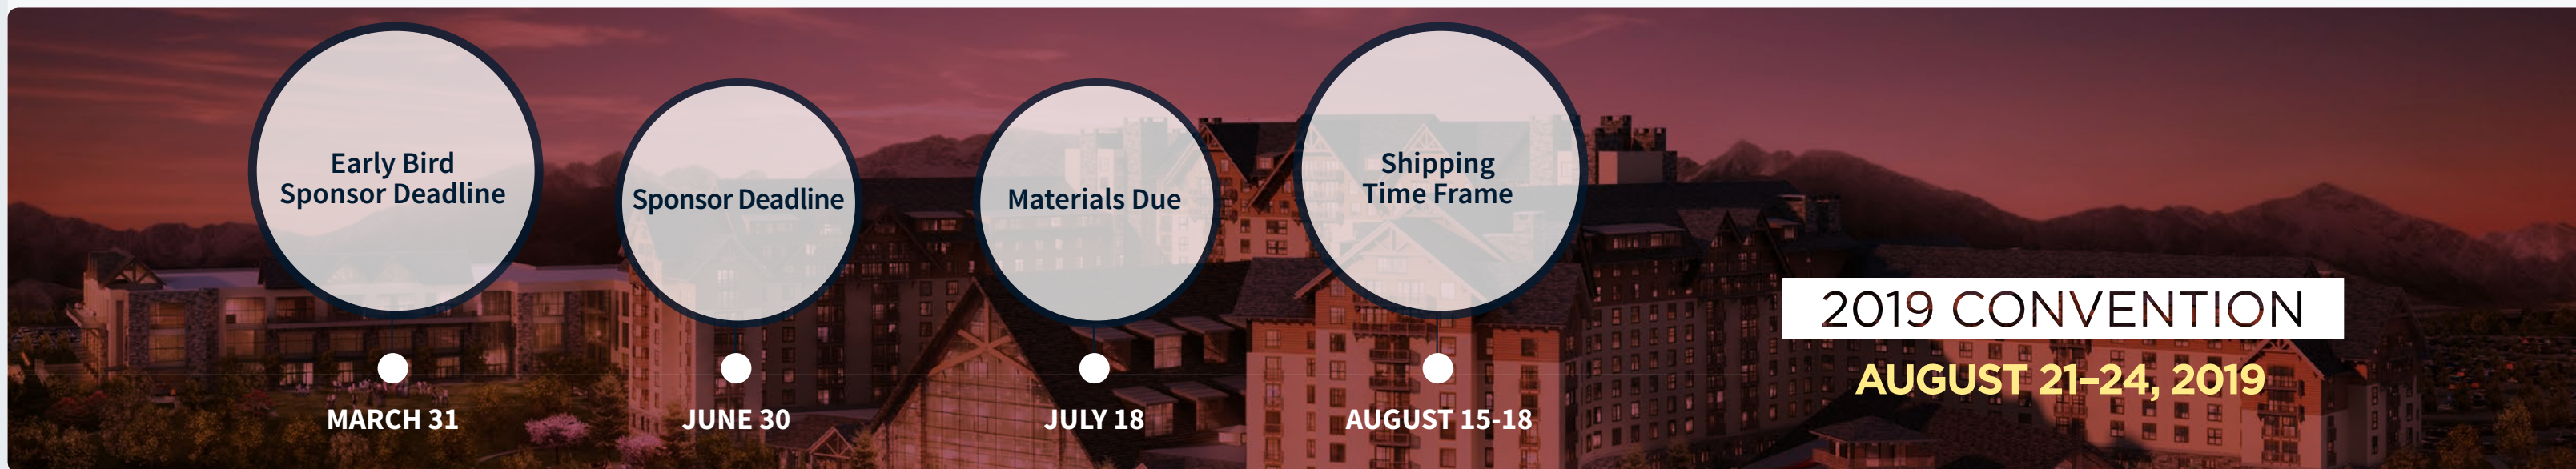 Early Bird
Sponsor Deadline
MARCH 31
Sponsor Deadline
JUNE 30
Materials Due
JULY 18
Shipping
Time Frame
AUGUST 15-18
2019 CONVENTION
AUGUST 21–24, 2019